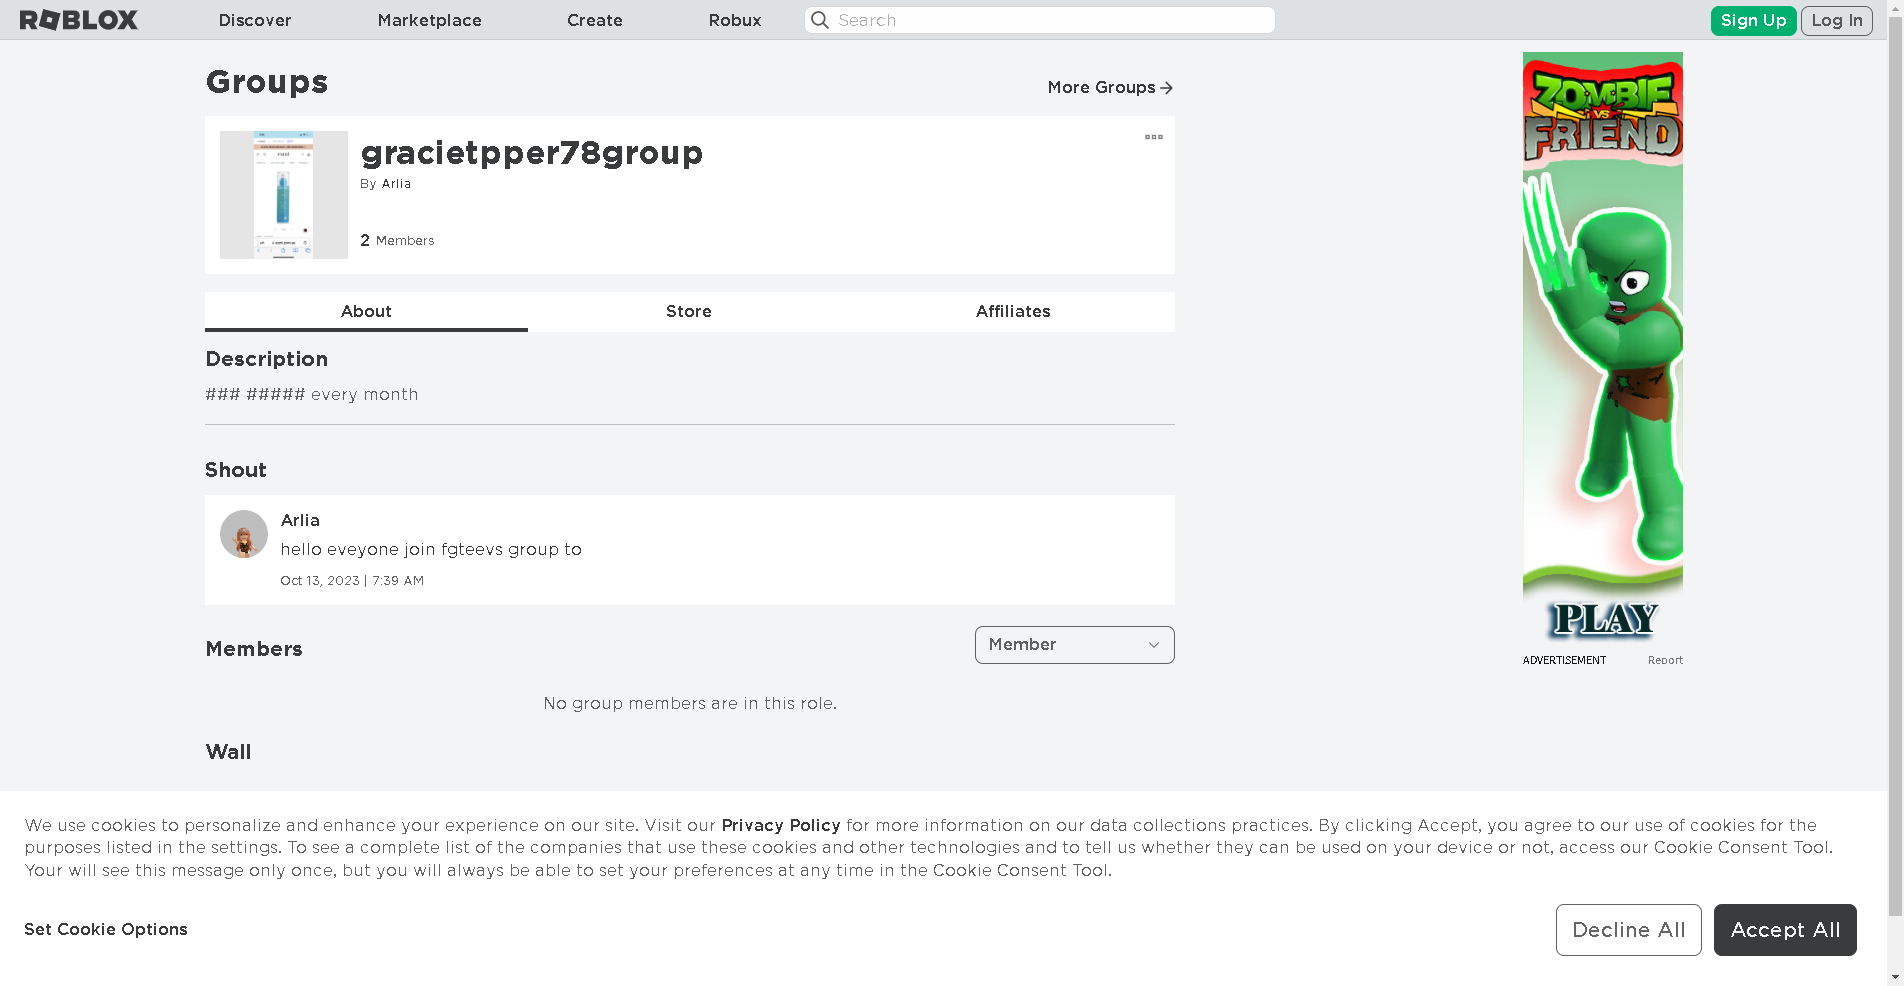 ROBLOX
Discover
Marketplace
Create
Robux
Search
Sign Up
Log In
Groups
More Groups
gracietpper78group
By Arlia
2 Members
About
Store
Affiliates
Description
### ##### every month
Shout
Arlia
hello eveyone join fgteevs group to
Oct 13, 2023 | 7:39 AM
Members
Member
No group members are in this role.
Wall
ZOMBIE
VS
FRIEND
PLAY
ADVERTISEMENT
Report
We use cookies to personalize and enhance your experience on our site. Visit our Privacy Policy for more information on our data collections practices. By clicking Accept, you agree to our use of cookies for the
purposes listed in the settings. To see a complete list of the companies that use these cookies and other technologies and to tell us whether they can be used on your device or not, access our Cookie Consent Tool.
Your will see this message only once, but you will always be able to set your preferences at any time in the Cookie Consent Tool.
Set Cookie Options
Decline All
Accept All